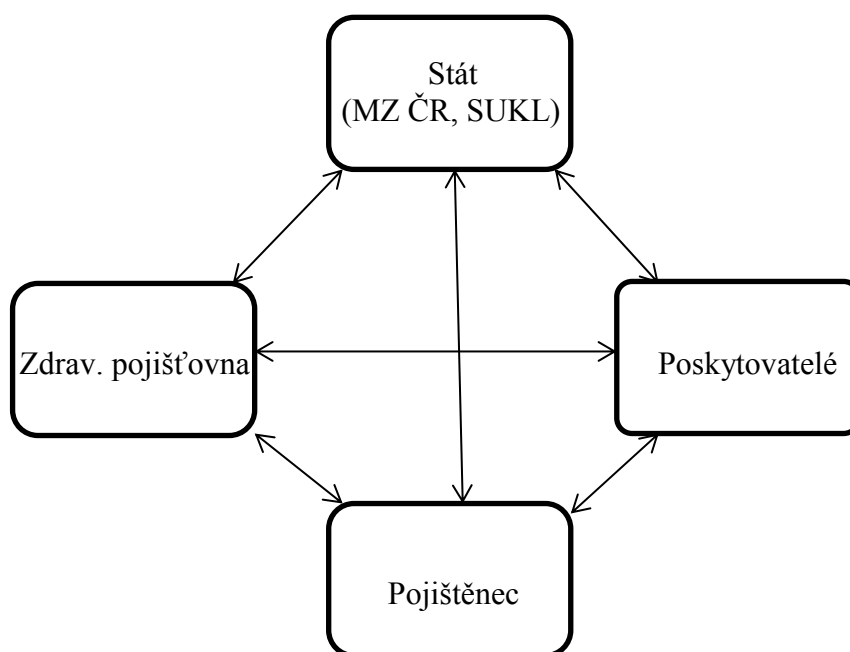 Stát
(MZ ČR, SUKL)
Zdrav. pojišťovna
Poskytovatelé
Pojištěnec